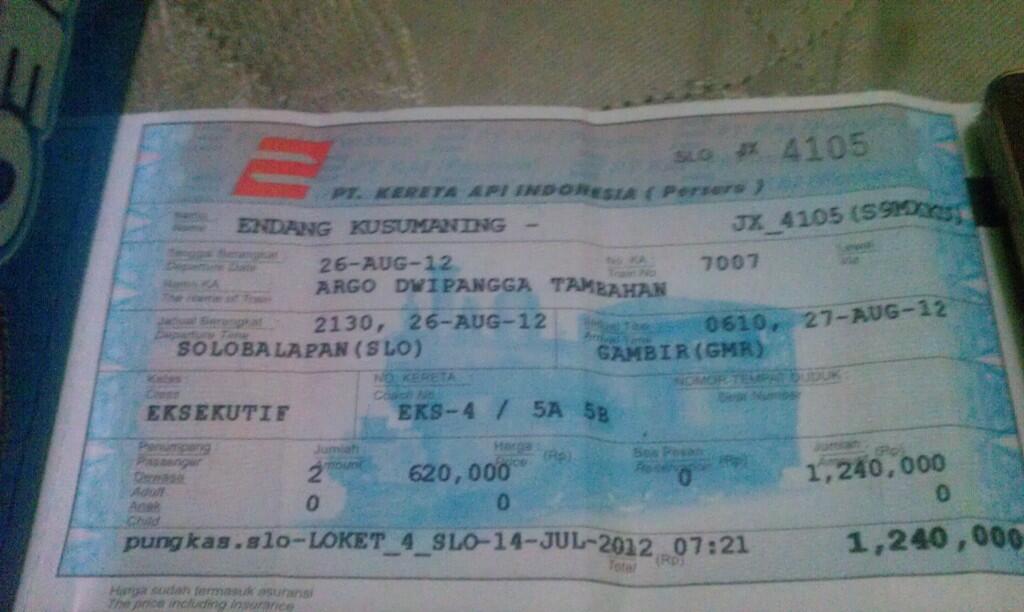 SLO JX 4105
PT. KERETA API INDONESIA ( Persero )
Nama
Name
ENDANG KUSUMANING -
JX_4105
Tanggal Berangkat
Departure Date
26-AUG-12
No. KA
Train No
7007
Nama KA
The name of Train
ARGO DWIPANGGA TAMBAHAN
Jadual Berangkat
Departure Time
2130, 26-AUG-12
0610, 27-AUG-12
SOLOBALAPAN(SLO)
GAMBIR(GMR)
Kelas
Class
NO. KERETA
Coach No
NOMOR TEMPAT DUDUK
Seat Number
EKSEKUTIF
EKS-4 / 5A 5B
Penumpang
Passenger
Jumlah
Amount
Harga
Price (Rp)
Bea Pesan
(Rp)
Jumlah
(Rp)
Dewasa
Adult
2 620,000 0 1,240,000
Anak
Child
0 0 0
pungkas.slo-LOKET_4_SLO-14-JUL-2012 07:21
Total (Rp)
1,240,000
Harga sudah termasuk asuransi
The price including insurance